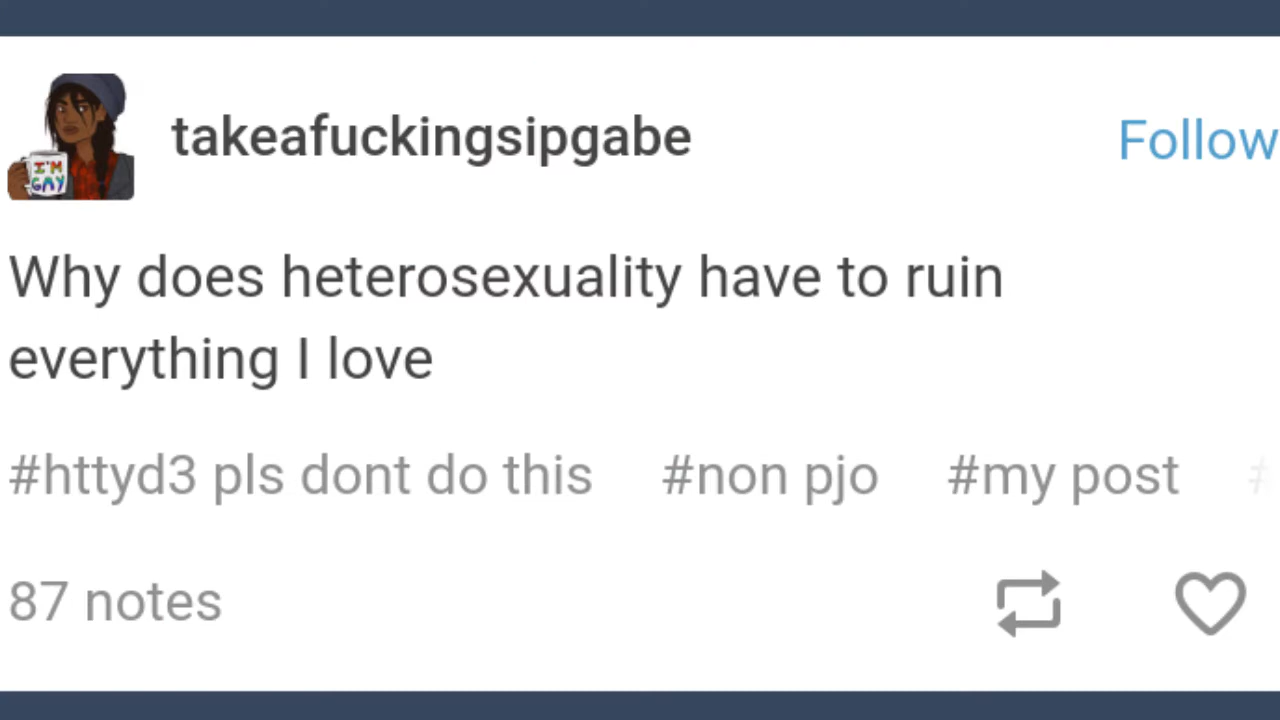 takeafuckingsipgabe
Follow
I'M
GAY
Why does heterosexuality have to ruin
everything I love
#httyd3 pls dont do this #non pjo #my post #
87 notes